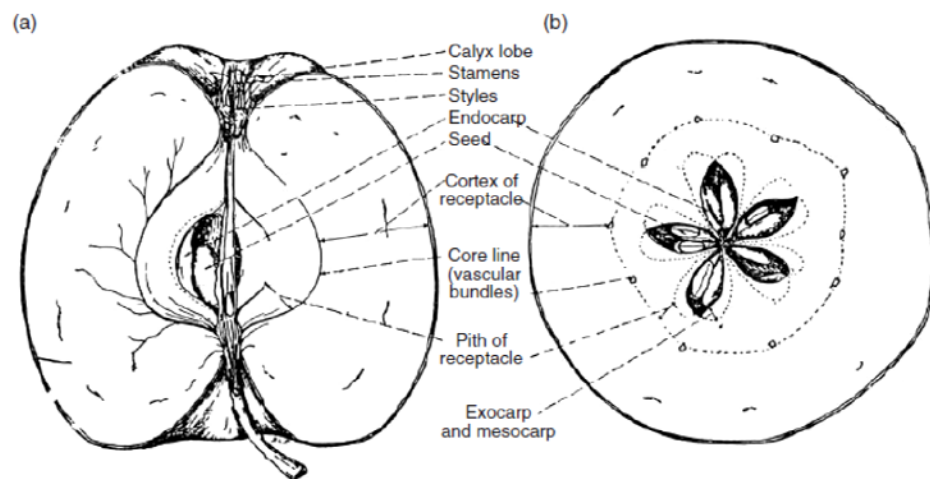 (a)
(b)
Calyx lobe
Stamens
Styles
Endocarp
Seed
Cortex of
receptacle
Core line
(vascular
bundles)
Pith of
receptacle
Exocarp
and mesocarp